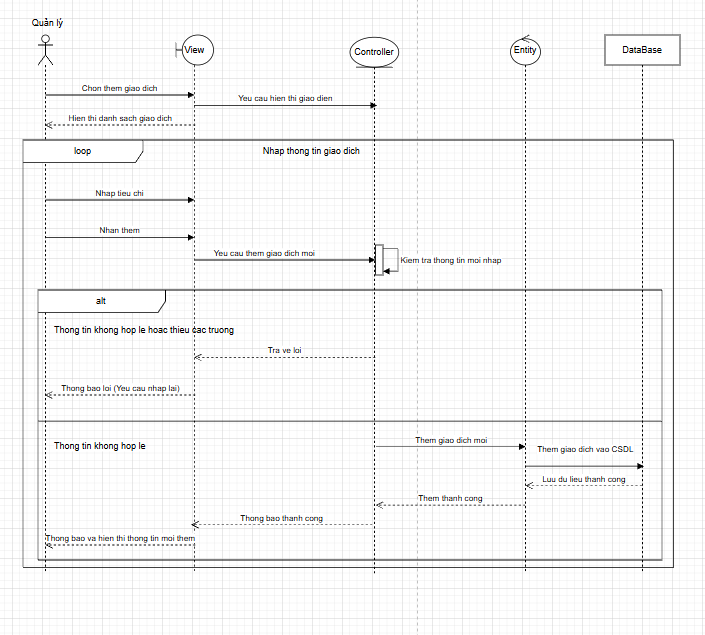 Quản lý
View
Controller
Entity
DataBase
Chon them giao dich
Yeu cau hien thi giao dien
Hien thi danh sach giao dich
loop
Nhap thong tin giao dich
Nhap tieu chi
Nhan them
Yeu cau them giao dich moi
Kiem tra thong tin moi nhap
alt
Thong tin khong hop le hoac thieu cac truong
Tra ve loi
Thong bao loi (Yeu cau nhap lai)
Thong tin khong hop le
Them giao dich moi
Them giao dich vao CSDL
Luu du lieu thanh cong
Them thanh cong
Thong bao thanh cong
Thong bao va hien thi thong tin moi them